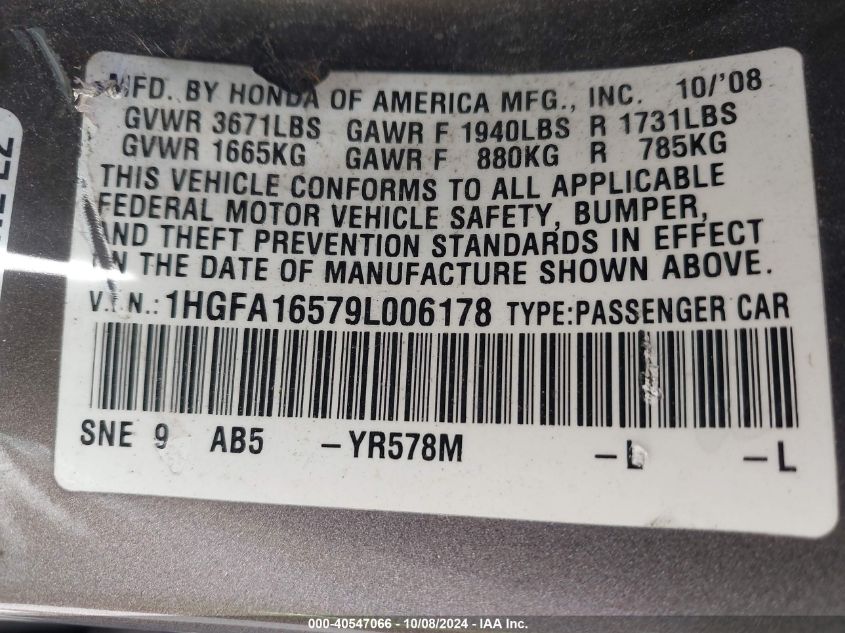 MFD. BY HONDA OF AMERICA MFG., INC. 10/'08
GVWR 3671LBS GAWR F 1940LBS R 1731LBS
GVWR 1665KG GAWR F 880KG R 785KG
THIS VEHICLE CONFORMS TO ALL APPLICABLE
FEDERAL MOTOR VEHICLE SAFETY, BUMPER,
AND THEFT PREVENTION STANDARDS IN EFFECT
ON THE DATE OF MANUFACTURE SHOWN ABOVE.
V.I.N.: 1HGFA16579L006178 TYPE:PASSENGER CAR
SNE 9 AB5 -YR578M -L -L
000-40547066 - 10/08/2024 - IAA Inc.